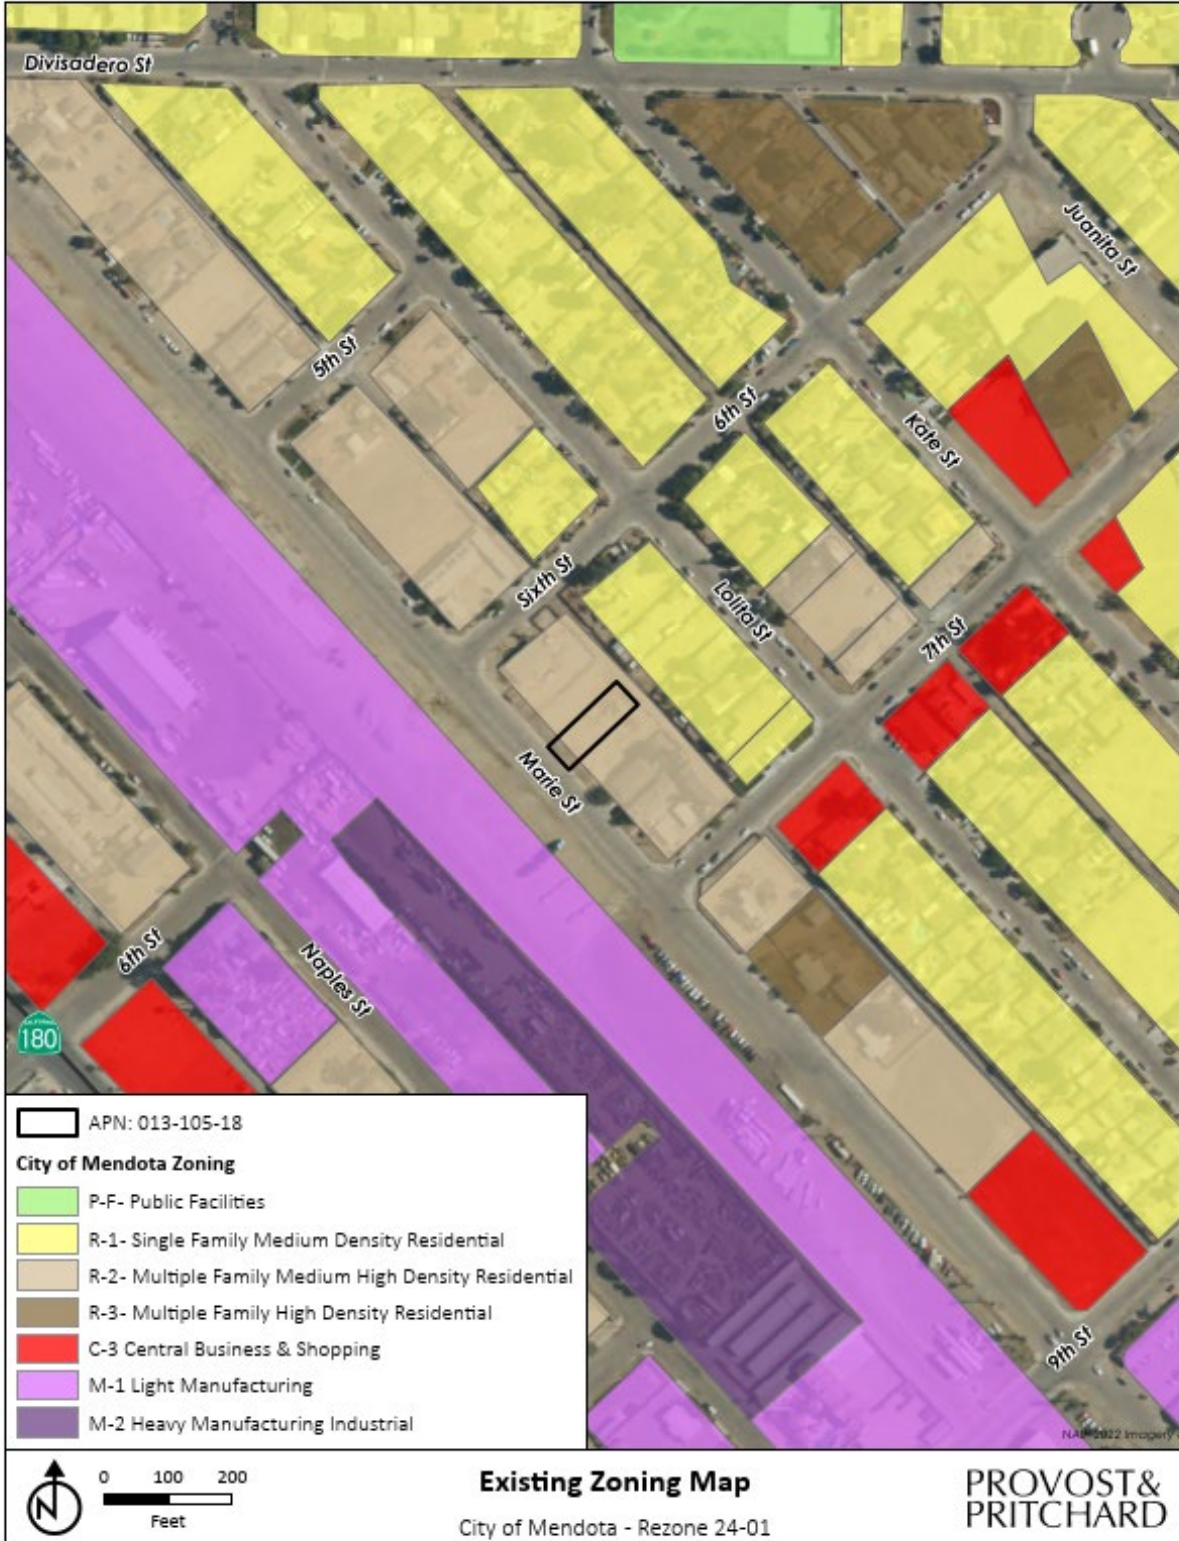 Divisadero St
Juanita St
5th St
6th St
Kate St
Sixth St
Lolita St
7th St
Marie St
6th St
Naples St
CALIFORNIA
180
9th St
APN: 013-105-18
City of Mendota Zoning
P-F- Public Facilities
R-1- Single Family Medium Density Residential
R-2- Multiple Family Medium High Density Residential
R-3- Multiple Family High Density Residential
C-3 Central Business & Shopping
M-1 Light Manufacturing
M-2 Heavy Manufacturing Industrial
NAIP 2022 Imagery
N
0 100 200
Feet
Existing Zoning Map
City of Mendota - Rezone 24-01
PROVOST&
PRITCHARD